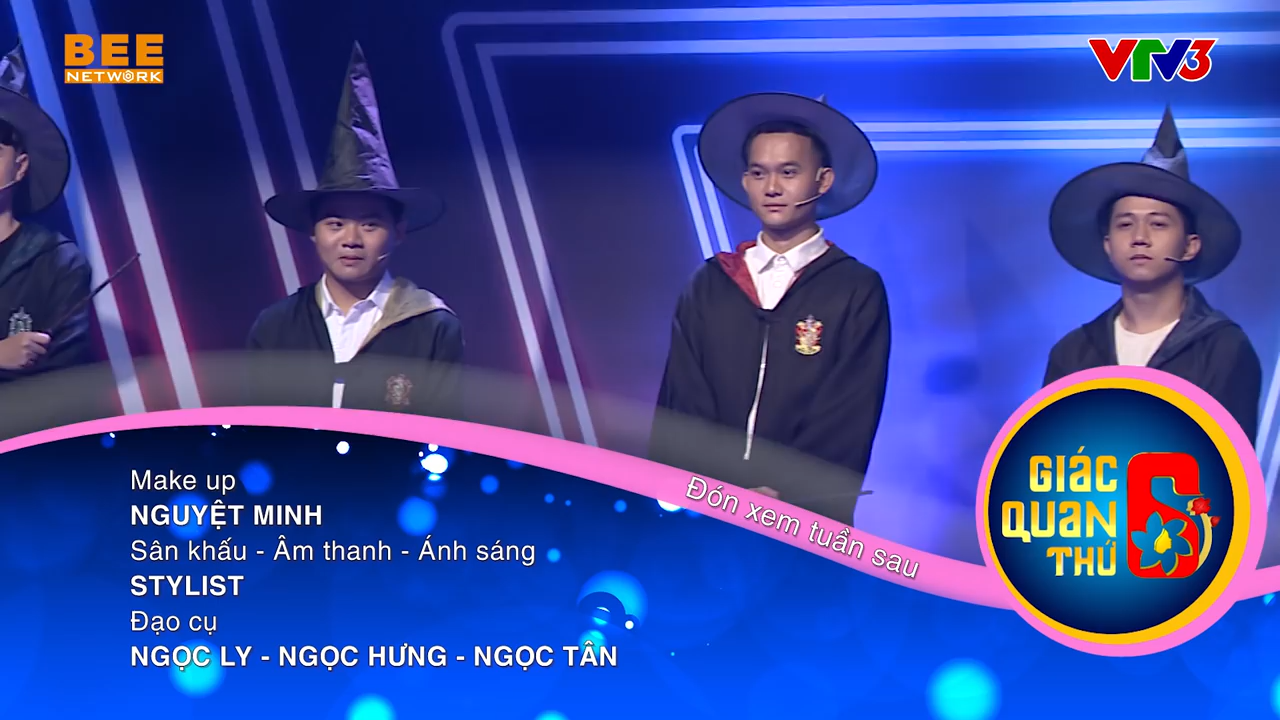 BEE
NETWORK
VTV3
Make up
NGUYỆT MINH
Sân khấu - Âm thanh - Ánh sáng
STYLIST
Đạo cụ
NGỌC LY - NGỌC HƯNG - NGỌC TÂN
Đón xem tuần sau
GIÁC
QUAN
THỨ
6